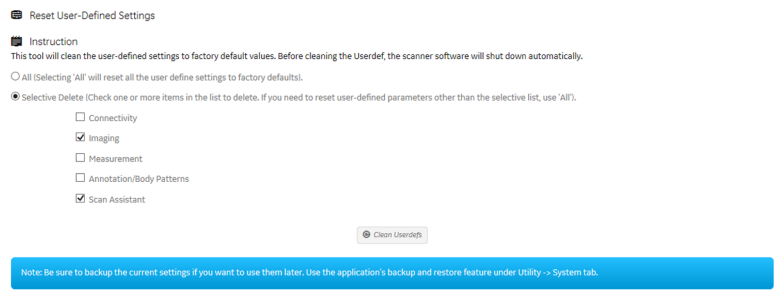 Reset User-Defined Settings
Instruction
This tool will clean the user-defined settings to factory default values. Before cleaning the Userdef, the scanner software will shut down automatically.
All (Selecting 'All' will reset all the user define settings to factory defaults).
Selective Delete (Check one or more items in the list to delete. If you need to reset user-defined parameters other than the selective list, use 'All').
Connectivity
Imaging
Measurement
Annotation/Body Patterns
Scan Assistant
Clean Userdefs
Note: Be sure to backup the current settings if you want to use them later. Use the application's backup and restore feature under Utility -> System tab.